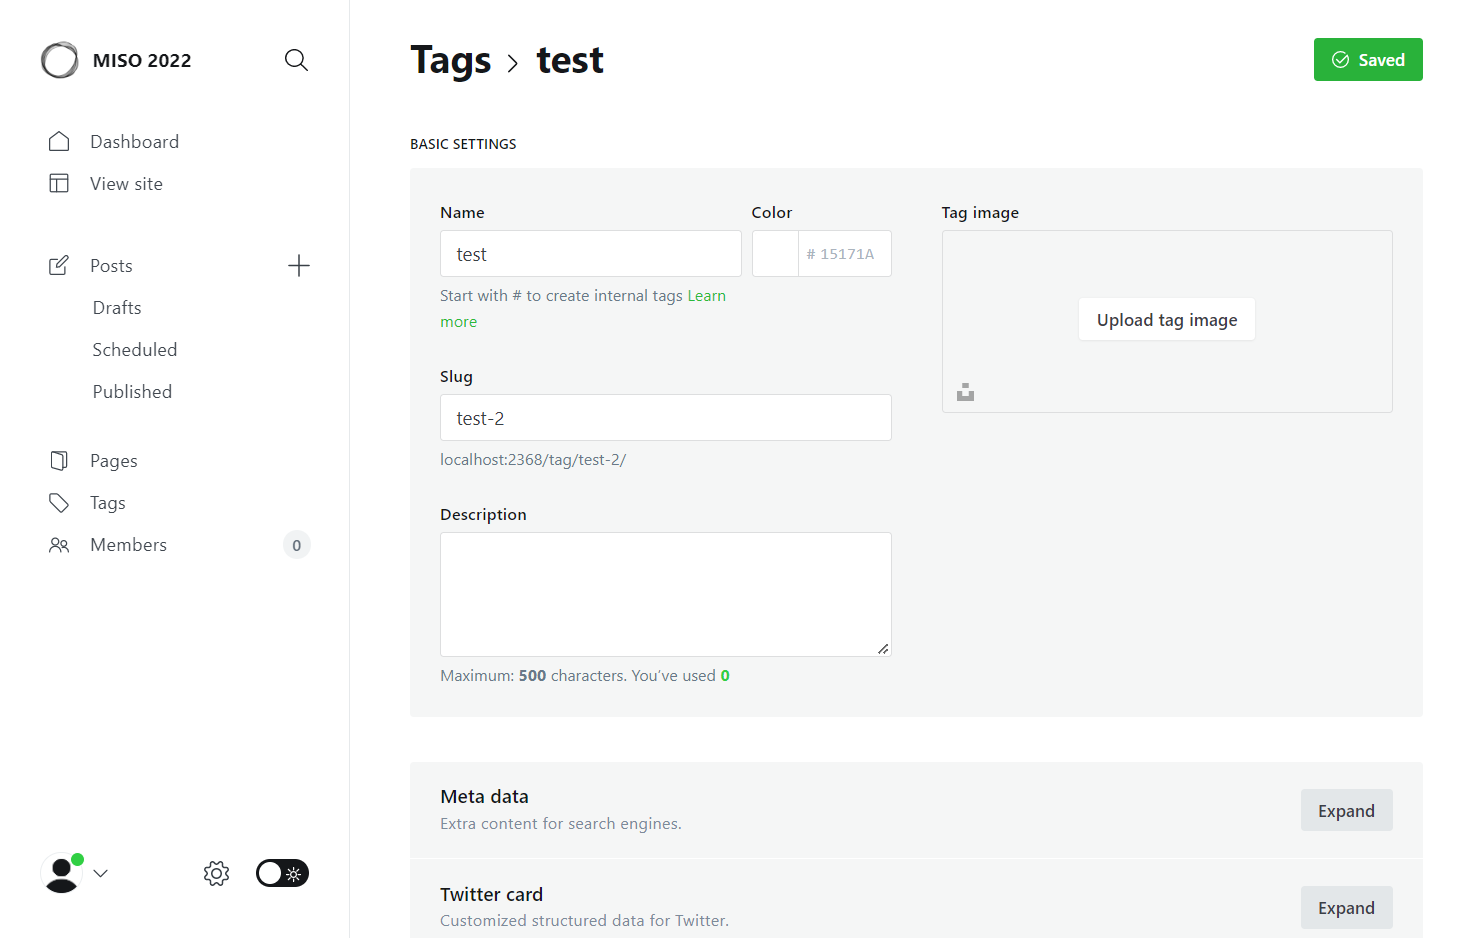 MISO 2022
Dashboard
View site
Posts
Drafts
Scheduled
Published
Pages
Tags
Members
0
Tags > test
Saved
BASIC SETTINGS
Name
test
Start with # to create internal tags Learn
more
Color
# 15171A
Slug
test-2
localhost:2368/tag/test-2/
Description
Maximum: 500 characters. You’ve used 0
Tag image
Upload tag image
Meta data
Extra content for search engines.
Expand
Twitter card
Customized structured data for Twitter.
Expand